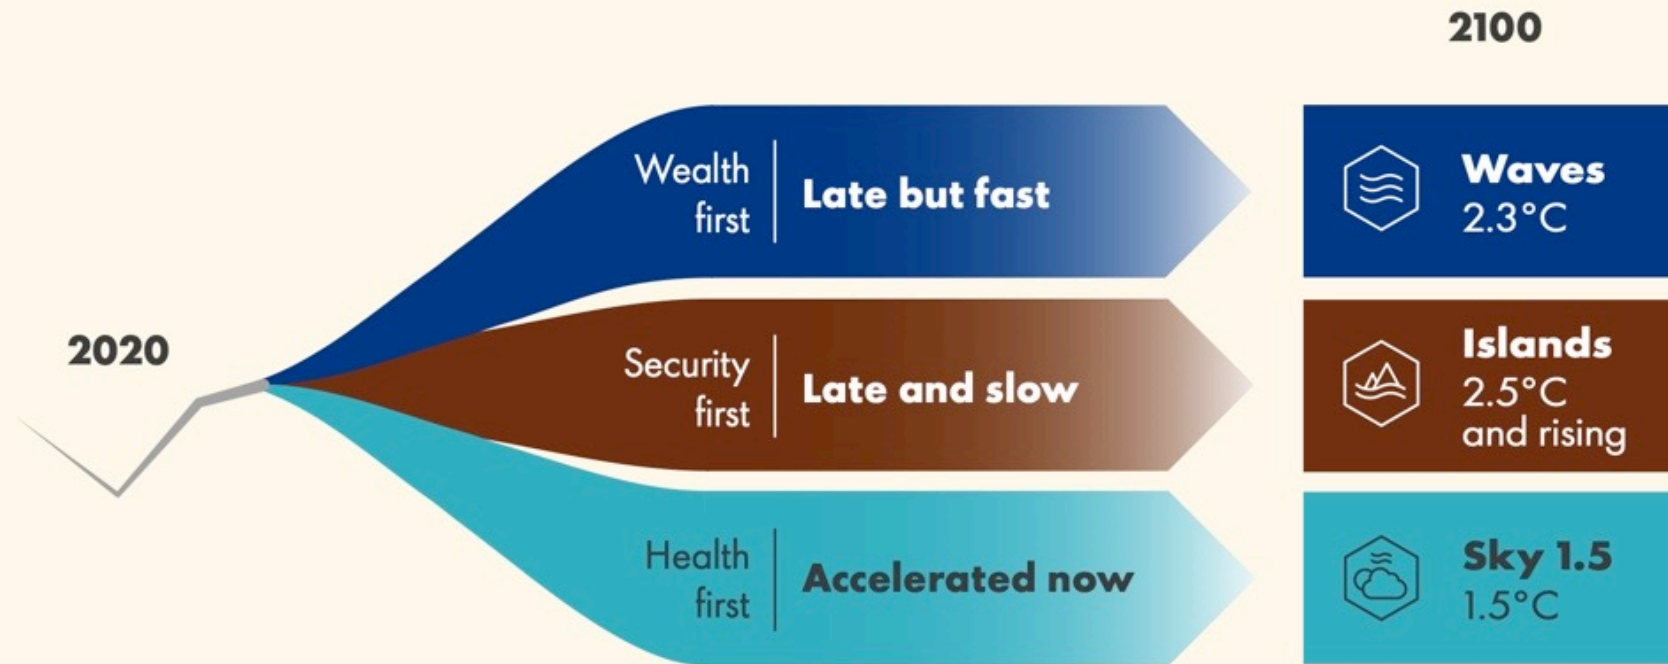 2100
2020
Wealth
first
Late but fast
Waves
2.3°C
Security
first
Late and slow
Islands
2.5°C
and rising
Health
first
Accelerated now
Sky 1.5
1.5°C